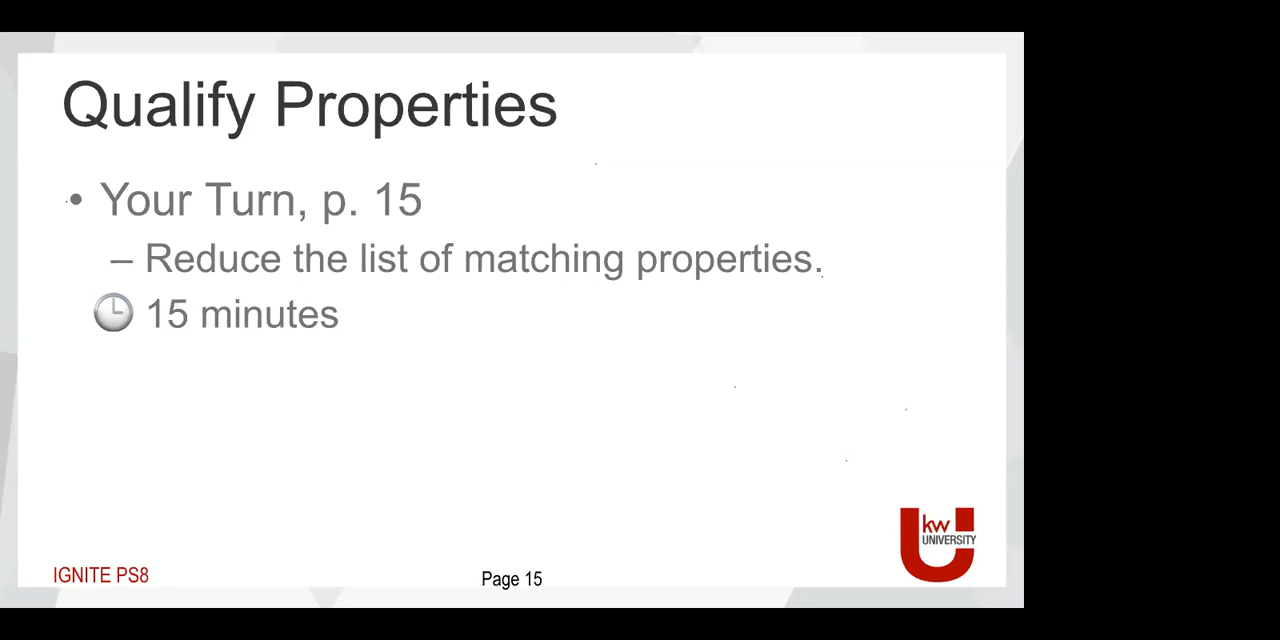 Qualify Properties
• Your Turn, p. 15
– Reduce the list of matching properties.
15 minutes
kw
UNIVERSITY
IGNITE PS8
Page 15